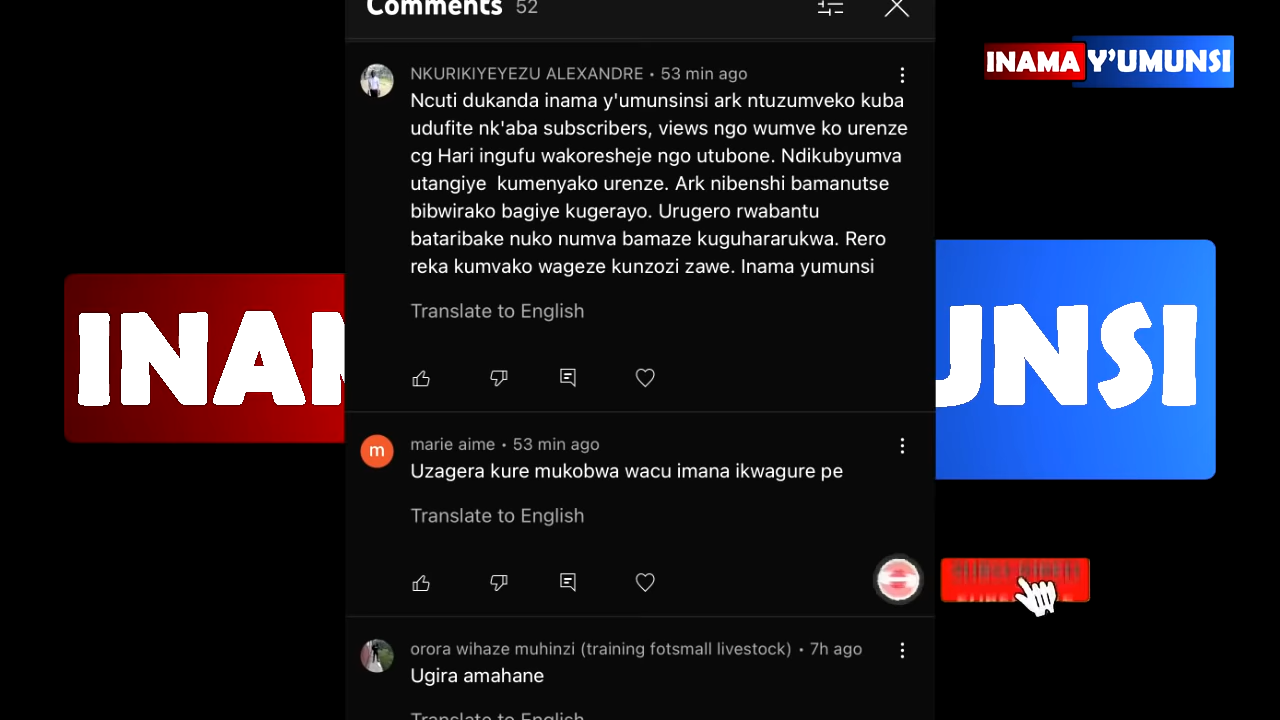 Comments 52
INAMA Y'UMUNSI
NKURIKIYEYEZU ALEXANDRE • 53 min ago
Ncuti dukanda inama y'umunsinsi ark ntuzumveko kuba
udufite nk'aba subscribers, views ngo wumve ko urenze
cg Hari ingufu wakoresheje ngo utubone. Ndikubyumva
utangiye kumenyako urenze. Ark nibenshi bamanutse
bibwirako bagiye kugerayo. Urugero rwabantu
bataribake nuko numva bamaze kuguhararukwa. Rero
reka kumvako wageze kunzozi zawe. Inama yumunsi
Translate to English
INAM
UNSI
m
marie aime • 53 min ago
Uzagera kure mukobwa wacu imana ikwagure pe
Translate to English
orora wihaze muhinzi (training fotsmall livestock) • 7h ago
Ugira amahane
Translate to English